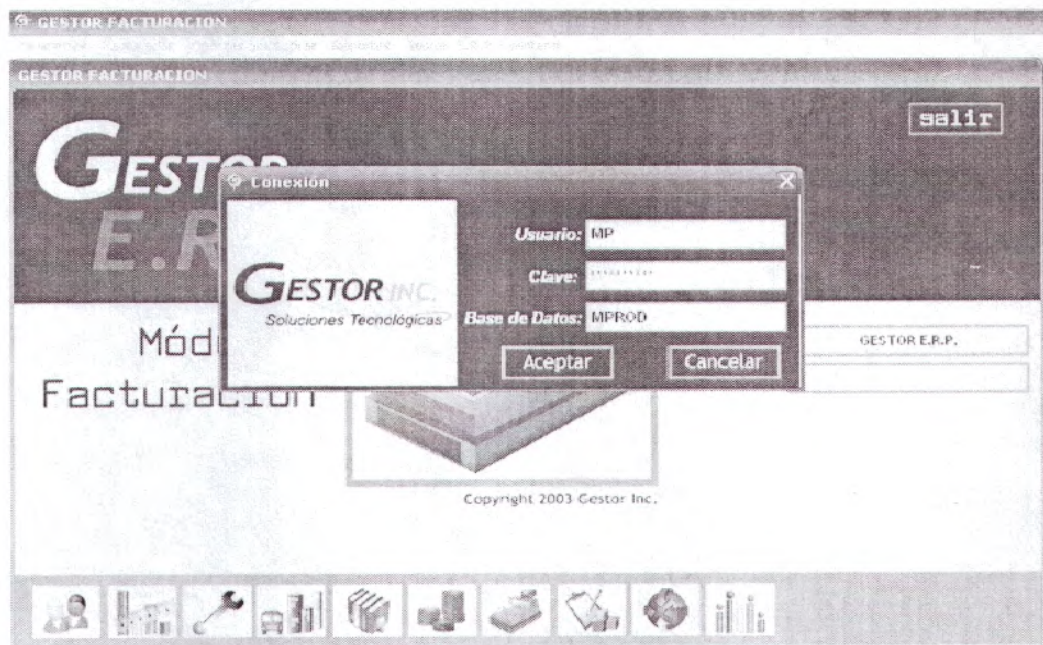 GESTOR FACTURACION
GESTOR FACTURACION
salir
GESTOR
E.R
Conexión
Usuario: MP
Clave: **********
GESTOR INC.
Soluciones Tecnológicas
Base de Datos: MPROD
Aceptar Cancelar
GESTOR E.R.P.
Mód
Facturacion
Copyright 2003 Gestor Inc.